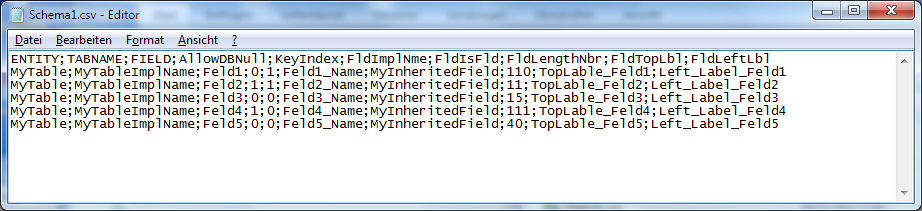 Schema1.csv - Editor
Datei Bearbeiten Format Ansicht ?
ENTITY;TABNAME;FIELD;AllowDBNull;KeyIndex;FldImplNme;FldIsFld;FldLengthNbr;FldTopLbl;FldLeftLbl
MyTable;MyTableImplName;Feld1;0;1;Feld1_Name;MyInheritedField;110;TopLable_Feld1;Left_Label_Feld1
MyTable;MyTableImplName;Feld2;1;1;Feld2_Name;MyInheritedField;11;TopLable_Feld2;Left_Label_Feld2
MyTable;MyTableImplName;Feld3;0;0;Feld3_Name;MyInheritedField;15;TopLable_Feld3;Left_Label_Feld3
MyTable;MyTableImplName;Feld4;1;0;Feld4_Name;MyInheritedField;111;TopLable_Feld4;Left_Label_Feld4
MyTable;MyTableImplName;Feld5;0;0;Feld5_Name;MyInheritedField;40;TopLable_Feld5;Left_Label_Feld5